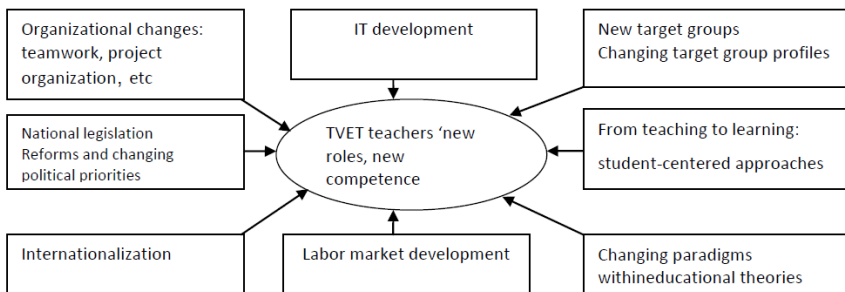 Organizational changes:
teamwork, project
organization, etc
IT development
New target groups
Changing target group profiles
National legislation
Reforms and changing
political priorities
TVET teachers ‘new
roles, new
competence
From teaching to learning:
student-centered approaches
Internationalization
Labor market development
Changing paradigms
withineducational theories